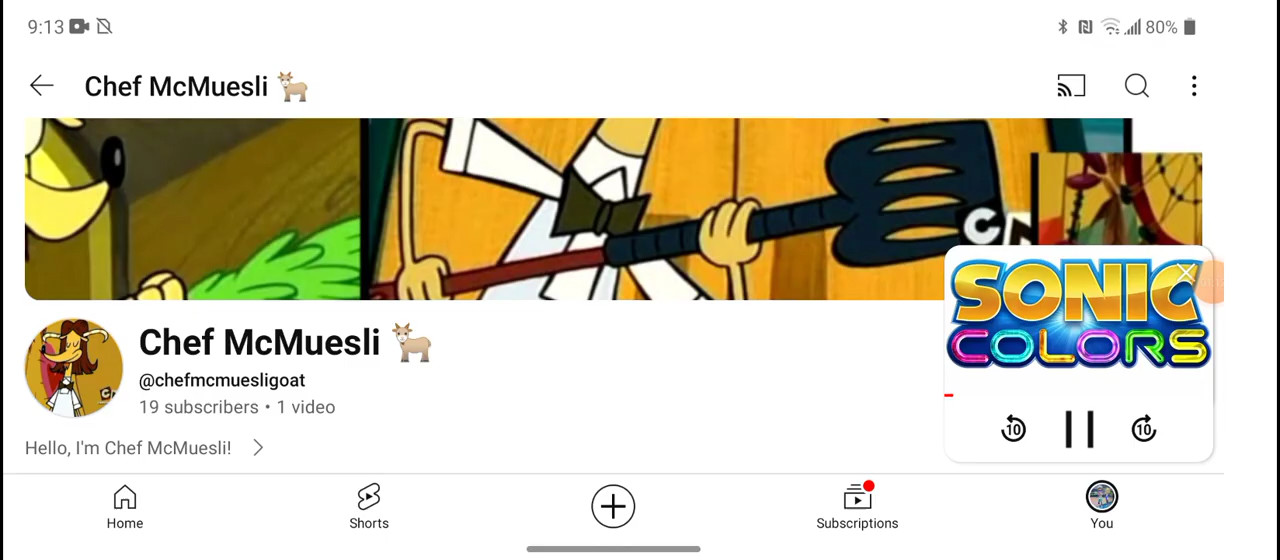 9:13 80%
Chef McMuesli
CN
SONIC
COLORS
Chef McMuesli
@chefmcmuesligoat
19 subscribers • 1 video
Hello, I'm Chef McMuesli!
10 10
Home Shorts Subscriptions You